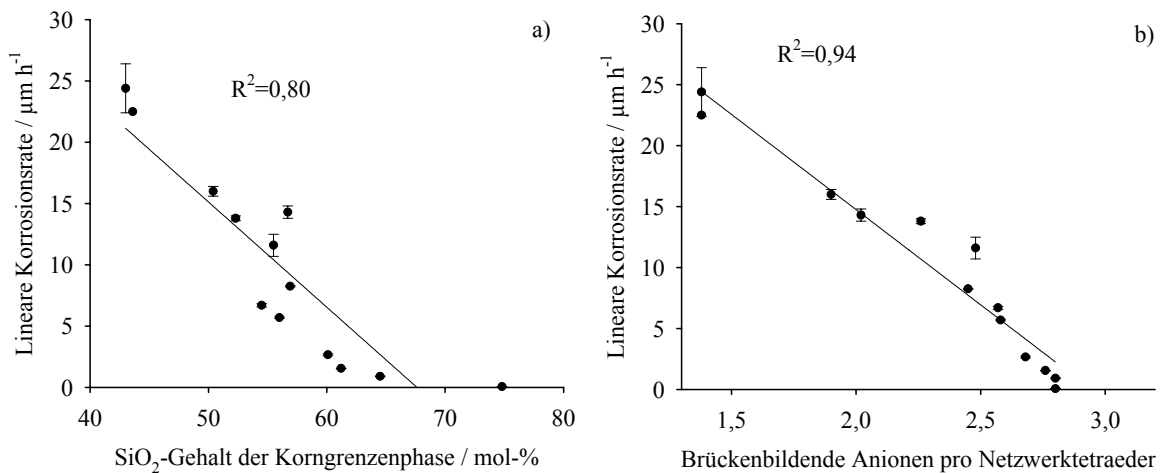 30
25
20
15
10
5
0
Lineare Korrosionsrate / µm h⁻¹
a)
R²=0,80
40 50 60 70 80
SiO₂-Gehalt der Korngrenzenphase / mol-%
30
25
20
15
10
5
0
Lineare Korrosionsrate / µm h⁻¹
b)
R²=0,94
1,5 2,0 2,5 3,0
Brückenbildende Anionen pro Netzwerktetraeder